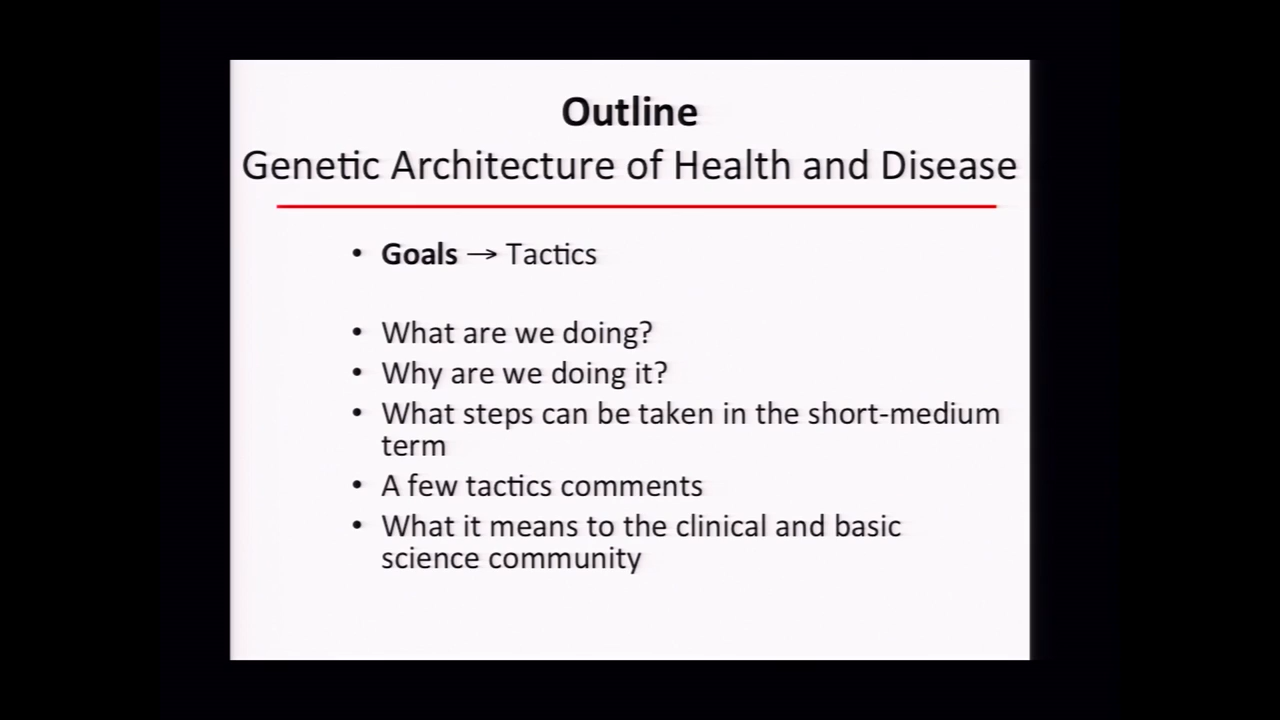 Outline
Genetic Architecture of Health and Disease
• Goals → Tactics
• What are we doing?
• Why are we doing it?
• What steps can be taken in the short-medium
term
• A few tactics comments
• What it means to the clinical and basic
science community